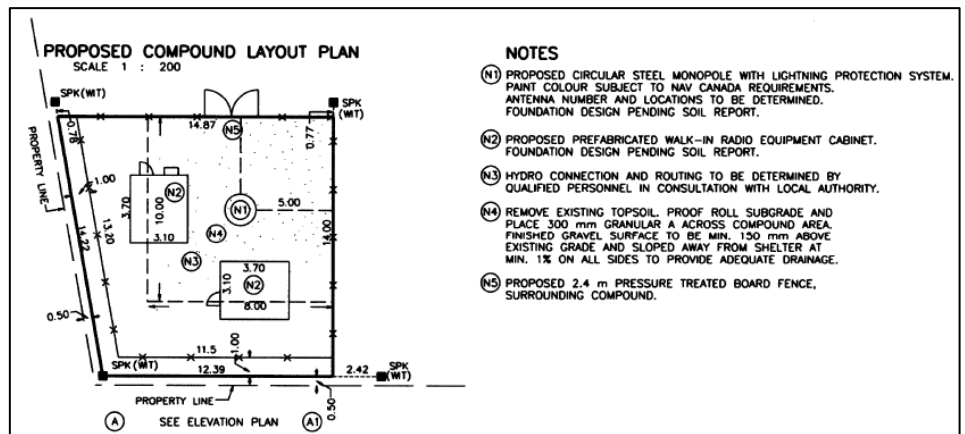 PROPOSED COMPOUND LAYOUT PLAN
SCALE 1 : 200
SPK(WIT)
SPK
(WIT)
0.78
14.87
N5
0.77
PROPERTY LINE
1.00
N2
3.70
10.00
3.10
N1
5.00
N4
14.00
13.20
14.22
N3
3.70
3.10
N2
8.00
0.50
11.5
1.00
SPK(WIT)
12.39
2.42
SPK
(WIT)
PROPERTY LINE
0.50
A SEE ELEVATION PLAN A1
NOTES
N1 PROPOSED CIRCULAR STEEL MONOPOLE WITH LIGHTNING PROTECTION SYSTEM.
PAINT COLOUR SUBJECT TO NAV CANADA REQUIREMENTS.
ANTENNA NUMBER AND LOCATIONS TO BE DETERMINED.
FOUNDATION DESIGN PENDING SOIL REPORT.
N2 PROPOSED PREFABRICATED WALK-IN RADIO EQUIPMENT CABINET.
FOUNDATION DESIGN PENDING SOIL REPORT.
N3 HYDRO CONNECTION AND ROUTING TO BE DETERMINED BY
QUALIFIED PERSONNEL IN CONSULTATION WITH LOCAL AUTHORITY.
N4 REMOVE EXISTING TOPSOIL. PROOF ROLL SUBGRADE AND
PLACE 300 mm GRANULAR A ACROSS COMPOUND AREA.
FINISHED GRAVEL SURFACE TO BE MIN. 150 mm ABOVE
EXISTING GRADE AND SLOPED AWAY FROM SHELTER AT
MIN. 1% ON ALL SIDES TO PROVIDE ADEQUATE DRAINAGE.
N5 PROPOSED 2.4 m PRESSURE TREATED BOARD FENCE,
SURROUNDING COMPOUND.